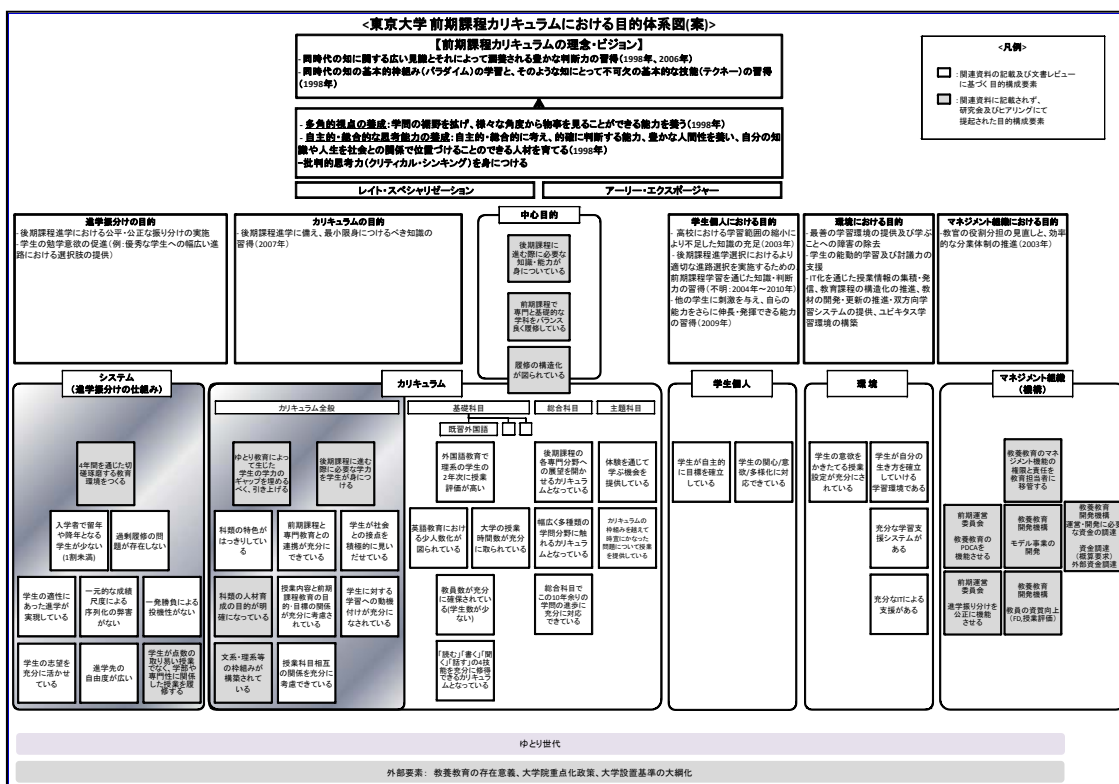 <東京大学 前期課程カリキュラムにおける目的体系図(案)>
【前期課程カリキュラムの理念・ビジョン】
- 同時代の知に関する広い見識とそれによって涵養される豊かな判断力の習得(1998年、2006年)
- 同時代の知の基本的枠組み(パラダイム)の学習と、そのような知にとって不可欠の基本的な技能(テクネー)の習得
(1998年)
<凡例>
: 関連資料の記載及び文書レビュー
に基づく目的構成要素
: 関連資料に記載されず、
研究会及びヒアリングにて
提起された目的構成要素
- 多角的視点の養成:学問の裾野を拡げ、様々な角度から物事を見ることができる能力を養う(1998年)
- 自主的・総合的な思考能力の養成:自主的・総合的に考え、的確に判断する能力、豊かな人間性を養い、自分の知
識や人生を社会との関係で位置づけることのできる人材を育てる(1998年)
-批判的思考力(クリティカル・シンキング)を身につける
レイト・スペシャリゼーション
アーリー・エクスポージャー
進学振分けの目的
- 後期課程進学における公平・公正な振り分けの実施
- 学生の勉学意欲の促進(例:優秀な学生への幅広い進
路における選択肢の提供)
カリキュラムの目的
- 後期課程進学に備え、最小限身につけるべき知識の
習得(2007年)
中心目的
後期課程に
進む際に必要な
知識・能力が
身についている
前期課程で
専門と基礎的な
学科をバランス
良く履修している
履修の構造化
が図られている
学生個人における目的
- 高校における学習範囲の縮小に
より不足した知識の充足(2003年)
- 後期課程進学選択におけるより
適切な進路選択を実施するための
前期課程学習を通じた知識・判断
力の習得(不明:2004年~2010年)
- 他の学生に刺激を与え、自らの
能力をさらに伸長・発揮できる能力
の習得(2009年)
環境における目的
- 最善の学習環境の提供及び学ぶ
ことへの障害の除去
- 学生の能動的学習及び討議力の
支援
- IT化を通じた授業情報の集積・発
信、教育課程の構造化の推進、教
材の開発・更新の推進・双方向学
習システムの提供、ユビキタス学
習環境の構築
マネジメント組織における目的
- 教官の役割分担の見直しと、効率
的な分業体制の推進(2003年)
システム
(進学振分けの仕組み)
4年間を通じた切
磋琢磨する教育
環境をつくる
入学者で留年
や降年となる
学生が少ない
(1割未満)
過剰履修の問
題が存在しない
学生の適性に
あった進学が
実現している
一元的な成績
尺度による
序列化の弊害
がない
一発勝負による
投機性がない
学生の志望を
充分に活かせ
ている
進学先の
自由度が広い
学生が点数の
取り易い授業
でなく、学部や
専門性に関係
した授業を履
修する
カリキュラム
カリキュラム全般
ゆとり教育によっ
て生じた
学生の学力の
ギャップを埋める
べく、引き上げる
後期課程に進む
際に必要な学力
を学生が身につ
ける
科類の特色が
はっきりしてい
る
前期課程と
専門教育との
連携が充分に
できている
学生が社会
との接点を
積極的に見い
だせている
科類の人材育
成の目的が明
確になっている
授業内容と前期
課程教育の目
的・目標の関係
が充分に考慮さ
れている
学生に対する
学習への動機
付けが充分に
なされている
文系・理系等
の枠組みが
構築されて
いる
授業科目相互
の関係を充分に
考慮できている
基礎科目
既習外国語
外国語教育で
理系の学生の
2年次に授業
評価が高い
英語教育にお
ける少人数化が
図られている
大学の授業
時間数が充分
に取られている
教員数が充分に
確保されてい
る(学生数が少
ない)
「読む」「書く」「聞
く」「話す」の4技
能を充分に修得
できるカリキュラ
ムとなっている
総合科目
後期課程の
各専門分野へ
の展望を開か
せるカリキュラ
ムとなっている
幅広く多種類の
学問分野に触
れるカリキュラ
ムとなっている
総合科目で
この10年余りの
学問の進歩に
充分に対応
できている
主題科目
体験を通じて
学ぶ機会を
提供している
カリキュラムの
枠組みを越えて
時宜にかなった
問題について授業
を提供している
学生個人
学生が自主的
に目標を確立
している
学生の関心/意
欲/多様化に対
応できている
環境
学生の意欲を
かきたてる授業
設定が充分にさ
れている
学生が自分の
生き方を確立
していける
学習環境である
充分な学習支
援システムが
ある
充分なITによる
支援がある
マネジメント組織
(機構)
教養教育のマネ
ジメント機能の
権限と責任を
教育担当者に
移管する
前期運営
委員会
教養教育の
PDCAを
機能させる
教養教育
開発機構
モデル事業の
開発
教養教育
開発機構
運営・開発に必要
な資金の調達
資金調達
(概算要求)
外部資金調達
前期運営
委員会
進学振り分けを
公正に機能
させる
教養教育
開発機構
教員の資質向上
(FD,授業評価)
ゆとり世代
外部要素: 教養教育の存在意義、大学院重点化政策、大学設置基準の大綱化